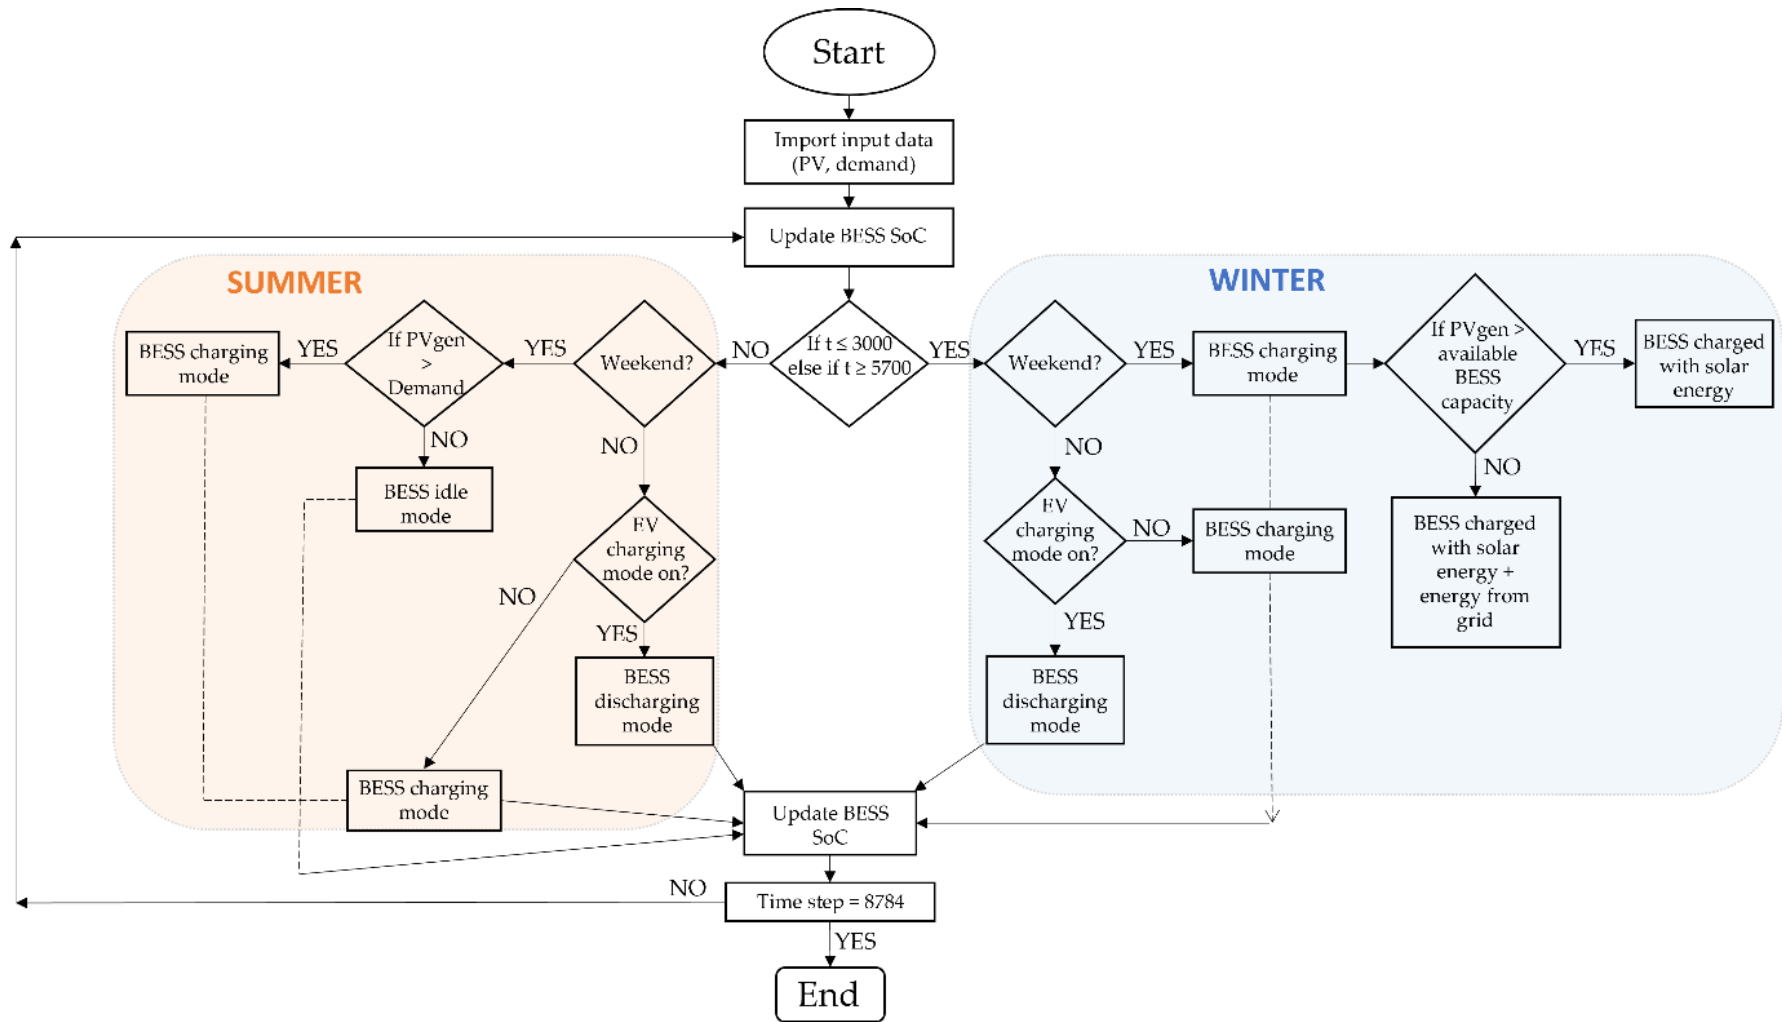 Start
Import input data
(PV, demand)
Update BESS SoC
SUMMER
WINTER
If t ≤ 3000
else if t ≥ 5700
NO
YES
Weekend?
YES
If PVgen
>
Demand
YES
BESS charging
mode
NO
BESS idle
mode
NO
EV
charging
mode on?
NO
YES
BESS
discharging
mode
BESS charging
mode
Weekend?
YES
BESS charging
mode
If PVgen >
available
BESS
capacity
YES
BESS charged
with solar
energy
NO
BESS charged
with solar
energy +
energy from
grid
NO
EV
charging
mode on?
NO
BESS charging
mode
YES
BESS
discharging
mode
Update BESS
SoC
Time step = 8784
NO
YES
End